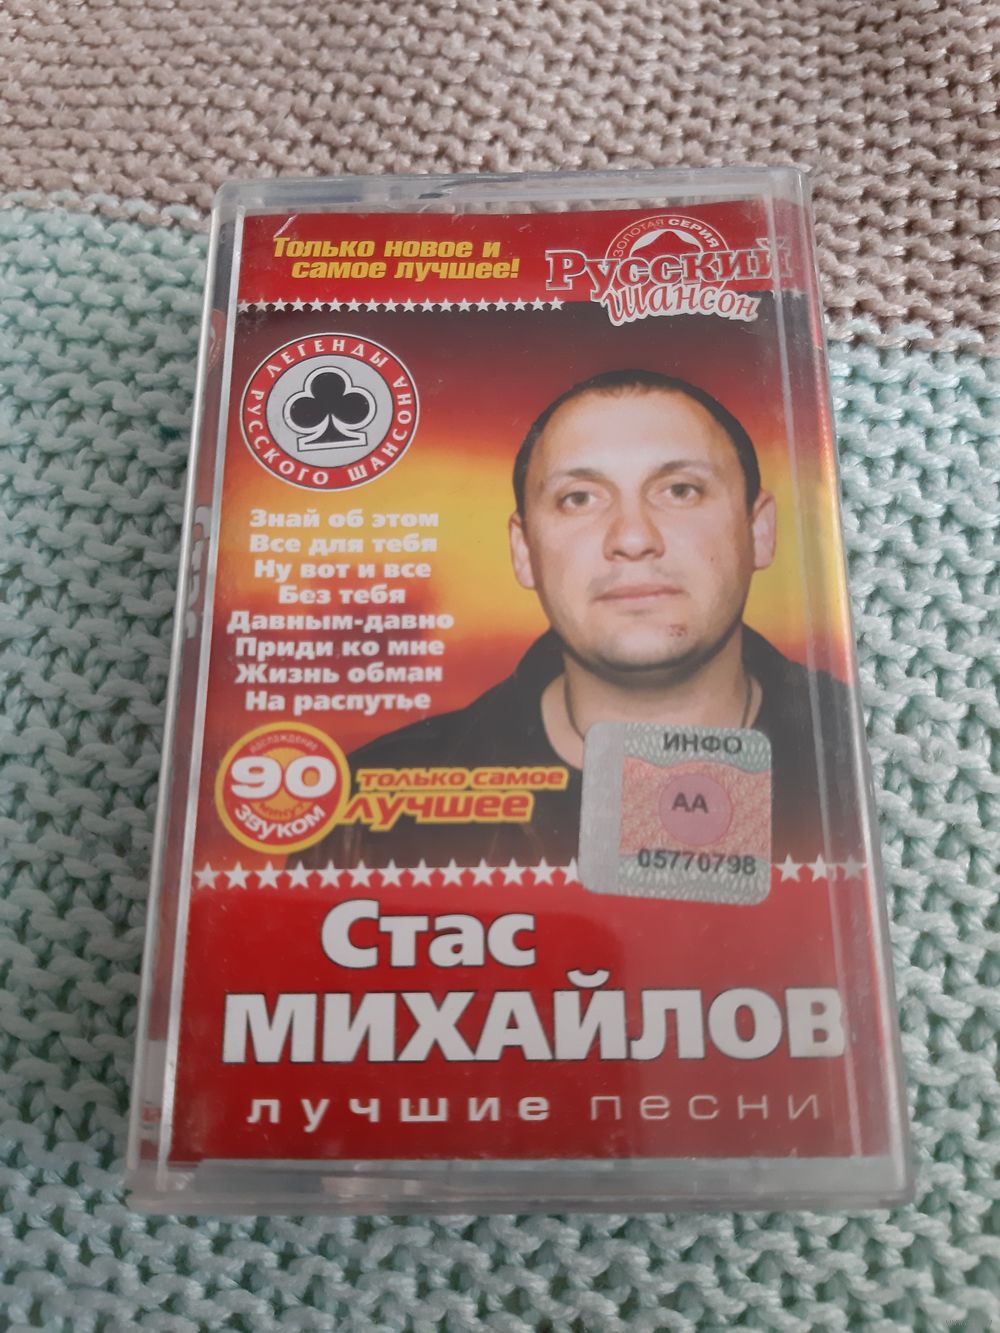 Только новое и
самое лучшее!
ЗОЛОТАЯ СЕРИЯ
Русский
шансон
ЛЕГЕНДЫ РУССКОГО ШАНСОНА
Знай об этом
Все для тебя
Ну вот и все
Без тебя
Давным-давно
Приди ко мне
Жизнь обман
На распутье
наслаждение
90
минут
ЗВУКОМ
только самое
лучшее
ИНФО
АА
05770798
Стас
МИХАЙЛОВ
лучшие песни